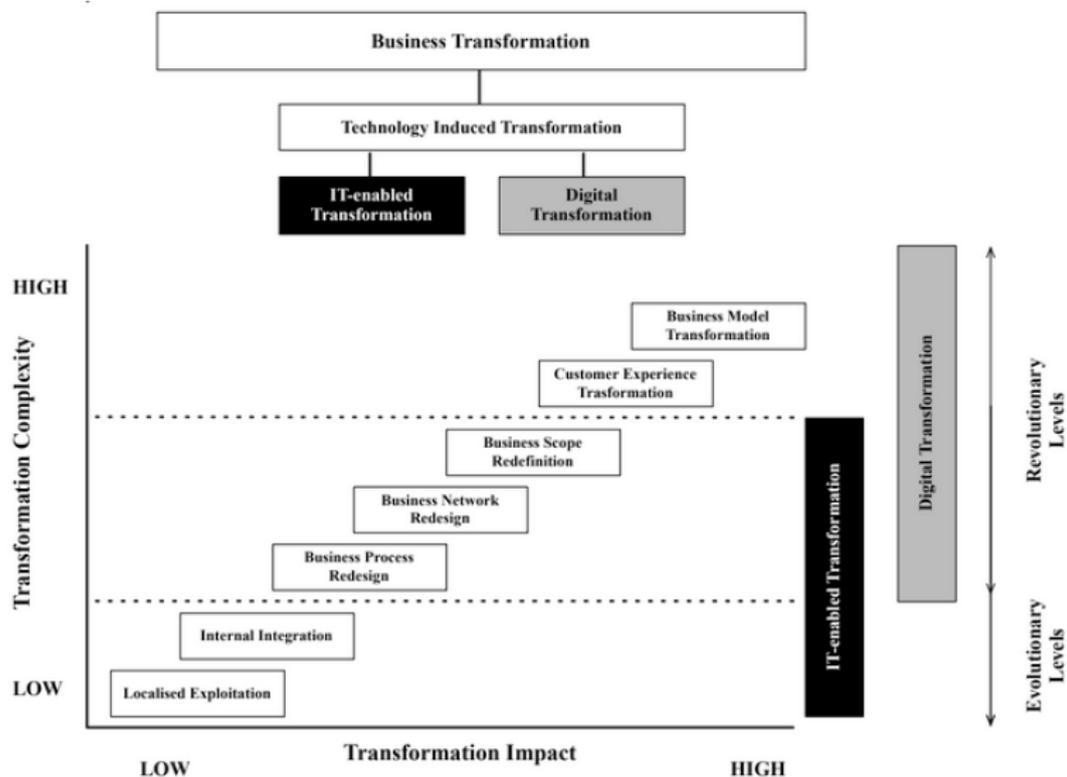 Business Transformation
Technology Induced Transformation
IT-enabled
Transformation
Digital
Transformation
HIGH
Transformation Complexity
LOW
Business Model
Transformation
Customer Experience
Trasformation
Business Scope
Redefinition
Business Network
Redesign
Business Process
Redesign
Internal Integration
Localised Exploitation
IT-enabled Transformation
Digital Transformation
Revolutionary
Levels
Evolutionary
Levels
Transformation Impact
LOW
HIGH